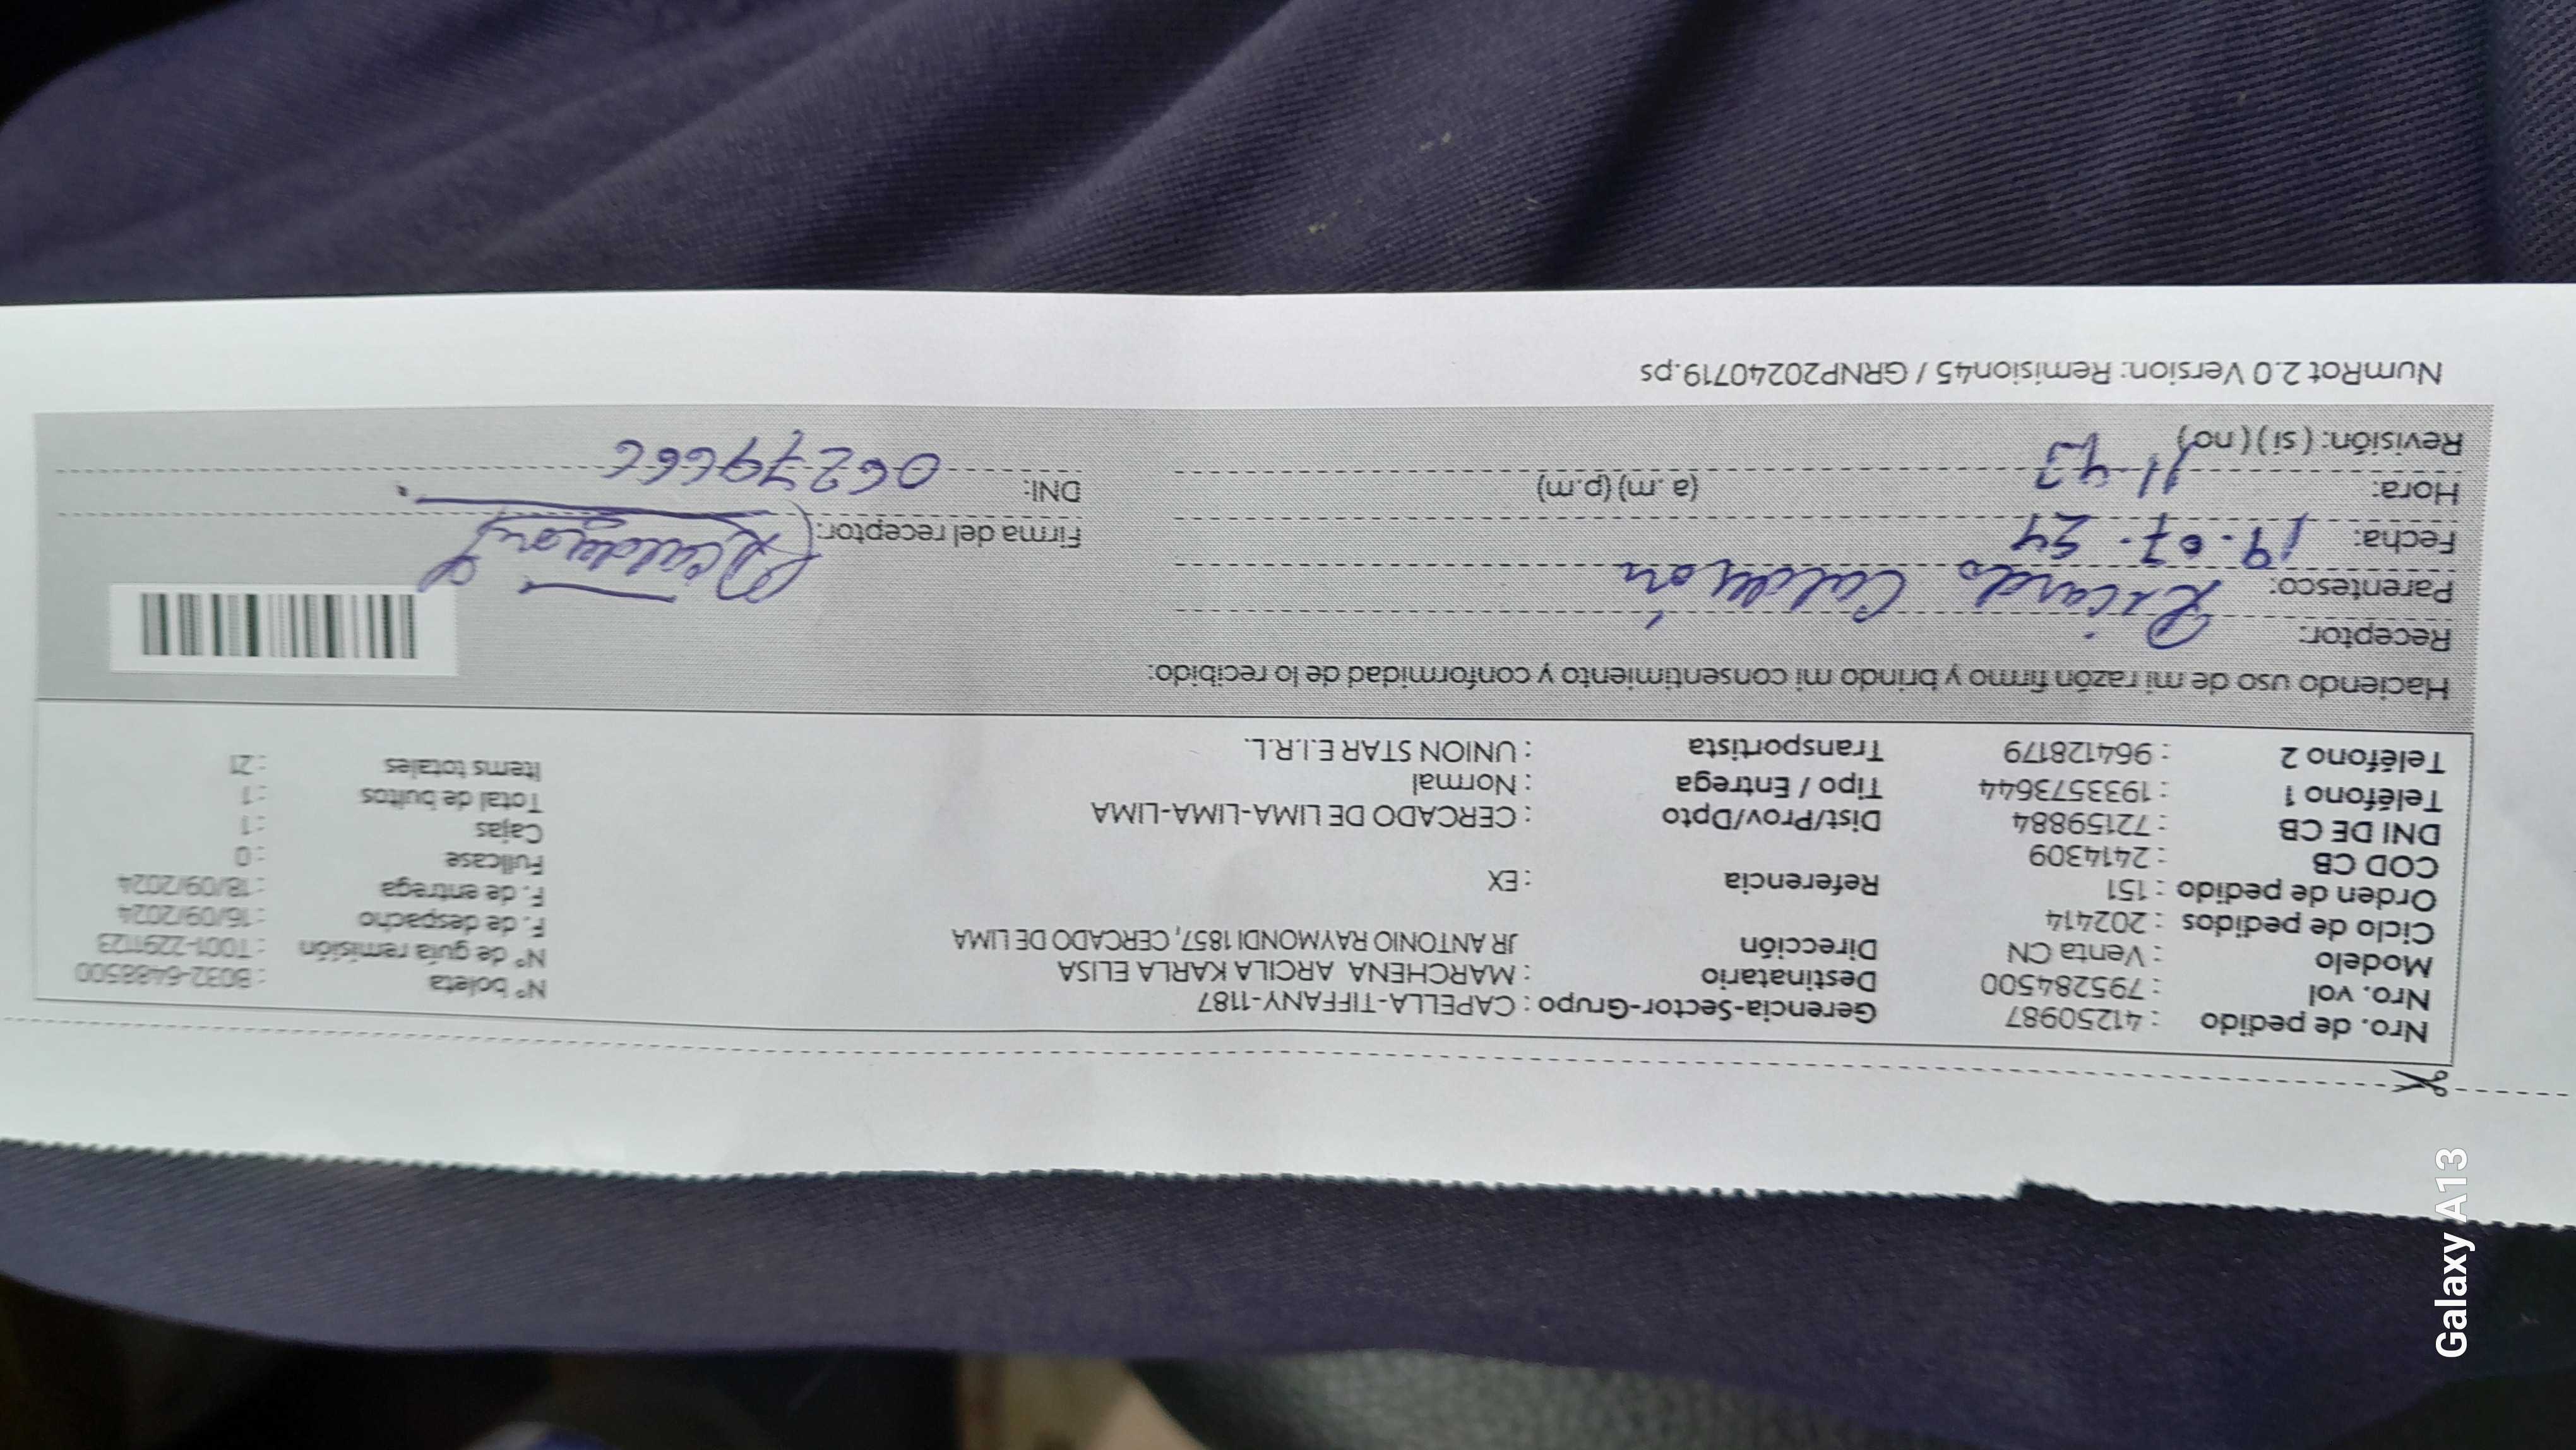 Nro. de pedido : 41250987
Nro. vol : 795284500
Modelo : Venta CN
Ciclo de pedidos : 202414
Orden de pedido : 151
COD CB : 2414309
DNI DE CB : 72159884
Teléfono 1 : 1933573644
Teléfono 2 : 964128179
Gerencia-Sector-Grupo : CAPELLA-TIFFANY-1187
Destinatario : MARCHENA ARCILA KARLA ELISA
Dirección JR ANTONIO RAYMONDI 1857, CERCADO DE LIMA
Referencia : EX
Dist/Prov/Dpto : CERCADO DE LIMA-LIMA-LIMA
Tipo / Entrega : Normal
Transportista : UNION STAR E.I.R.L.
N° boleta : B032-6488500
N° de guía remisión : T001-2291123
F. de despacho : 16/09/2024
F. de entrega : 18/09/2024
Fullcase : 0
Cajas : 1
Total de bultos : 1
Items totales : 21
Haciendo uso de mi razón firmo y brindo mi consentimiento y conformidad de lo recibido:
Receptor: Ricardo Calderón
Parentesco:
Fecha: 19.07.24
Hora: 11.43 (a .m) (p.m)
Revisión: ( si ) ( no )
Firma del receptor:
DNI: 06279666
NumRot 2.0 Version: Remision45 / GRNP20240719.ps
Galaxy A13